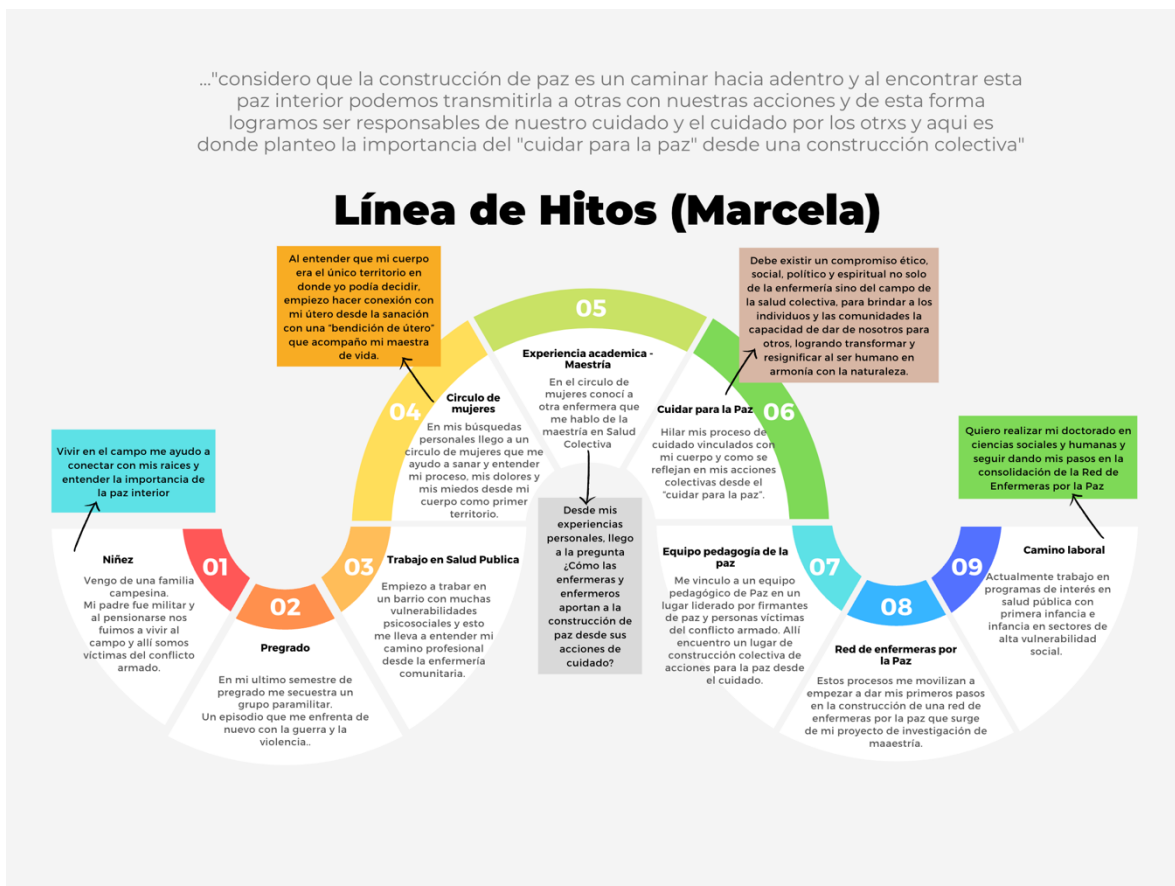 ..."considero que la construcción de paz es un caminar hacia adentro y al encontrar esta
paz interior podemos transmitirla a otras con nuestras acciones y de esta forma
logramos ser responsables de nuestro cuidado y el cuidado por los otrxs y aqui es
donde planteo la importancia del "cuidar para la paz" desde una construcción colectiva"
Línea de Hitos (Marcela)
Vivir en el campo me ayudo a
conectar con mis raices y
entender la importancia de
la paz interior
01
Niñez
Vengo de una familia
campesina.
Mi padre fue militar y
al pensionarse nos
fuimos a vivir al
campo y allí somos
víctimas del conflicto
armado.
02
Pregrado
En mi ultimo semestre de
pregrado me secuestra un
grupo paramilitar.
Un episodio que me enfrenta de
nuevo con la guerra y la
violencia..
03
Trabajo en Salud Publica
Empiezo a trabar en
un barrio con muchas
vulnerabilidades
psicosociales y esto
me lleva a entender mi
camino profesional
desde la enfermería
comunitaria.
Al entender que mi cuerpo
era el único territorio en
donde yo podía decidir,
empiezo hacer conexión con
mi útero desde la sanación
con una "bendición de útero"
que acompaño mi maestra
de vida.
04
Circulo de
mujeres
En mis búsquedas
personales llego a un
circulo de mujeres que me
ayudo a sanar y entender
mi proceso, mis dolores y
mis miedos desde mi
cuerpo como primer
territorio.
05
Experiencia academica -
Maestría
En el circulo de
mujeres conocí a
otra enfermera que
me hablo de la
maestría en Salud
Colectiva
Desde mis
experiencias
personales, llego
a la pregunta
¿Cómo las
enfermeras y
enfermeros
aportan a la
construcción de
paz desde sus
acciones de
cuidado?
Debe existir un compromiso ético,
social, político y espiritual no solo
de la enfermería sino del campo de
la salud colectiva, para brindar a los
individuos y las comunidades la
capacidad de dar de nosotros para
otros, logrando transformar y
resignificar al ser humano en
armonía con la naturaleza.
06
Cuidar para la Paz
Hilar mis proceso de
cuidado vinculados con
mi cuerpo y como se
reflejan en mis acciones
colectivas desde el
"cuidar para la paz".
07
Equipo pedagogía de la
paz
Me vinculo a un equipo
pedagógico de Paz en un
lugar liderado por firmantes
de paz y personas víctimas
del conflicto armado. Allí
encuentro un lugar de
construcción colectiva de
acciones para la paz desde
el cuidado.
08
Red de enfermeras por
la Paz
Estos procesos me movilizan a
empezar a dar mis primeros pasos
en la construcción de una red de
enfermeras por la paz que surge
de mi proyecto de investigación de
maaestría.
Quiero realizar mi doctorado en
ciencias sociales y humanas y
seguir dando mis pasos en la
consolidación de la Red de
Enfermeras por la Paz
09
Camino laboral
Actualmente trabajo en
programas de interés en
salud pública con
primera infancia e
infancia en sectores de
alta vulnerabilidad
social.